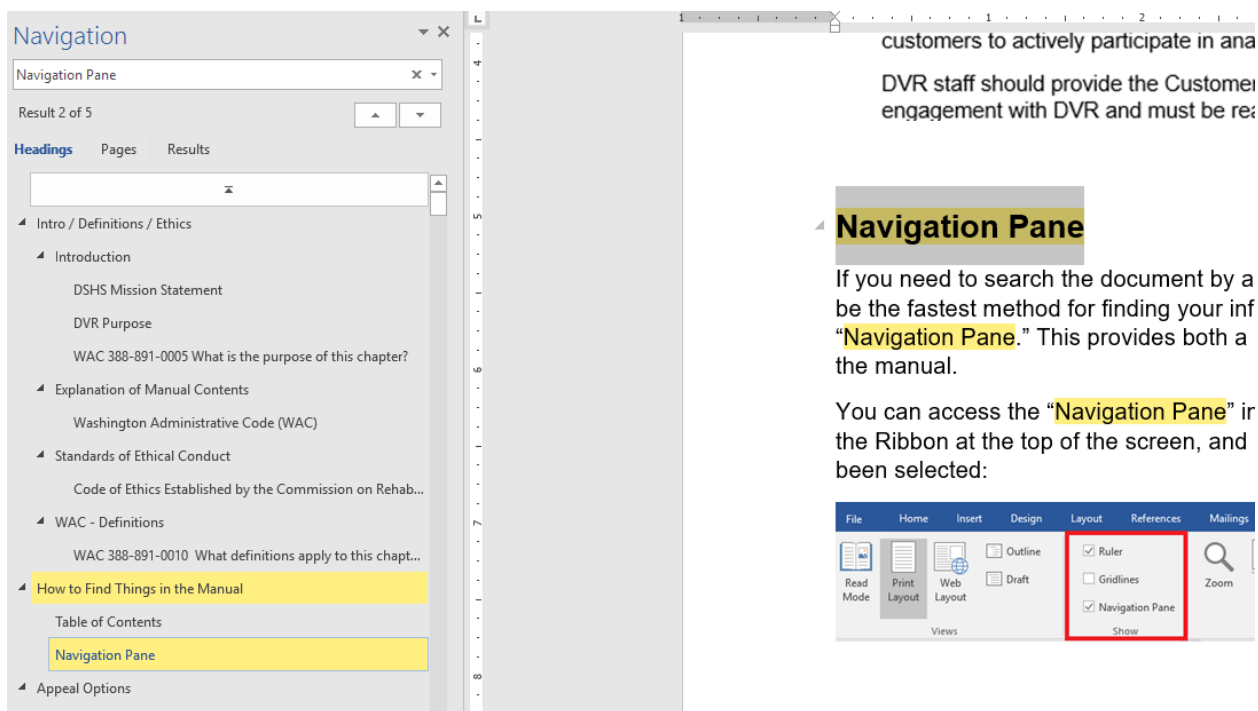 Navigation
Navigation Pane
Result 2 of 5
Headings Pages Results
Intro / Definitions / Ethics
Introduction
DSHS Mission Statement
DVR Purpose
WAC 388-891-0005 What is the purpose of this chapter?
Explanation of Manual Contents
Washington Administrative Code (WAC)
Standards of Ethical Conduct
Code of Ethics Established by the Commission on Rehab...
WAC - Definitions
WAC 388-891-0010 What definitions apply to this chapt...
How to Find Things in the Manual
Table of Contents
Navigation Pane
Appeal Options
L
4
5
6
7
8
1 1 2
customers to actively participate in ana
DVR staff should provide the Customer
engagement with DVR and must be rea
Navigation Pane
If you need to search the document by a
be the fastest method for finding your inf
“Navigation Pane.” This provides both a
the manual.
You can access the “Navigation Pane” in
the Ribbon at the top of the screen, and
been selected:
File Home Insert Design Layout References Mailings
Read Mode
Print Layout
Web Layout
Outline
Draft
Views
Ruler
Gridlines
Navigation Pane
Show
Zoom